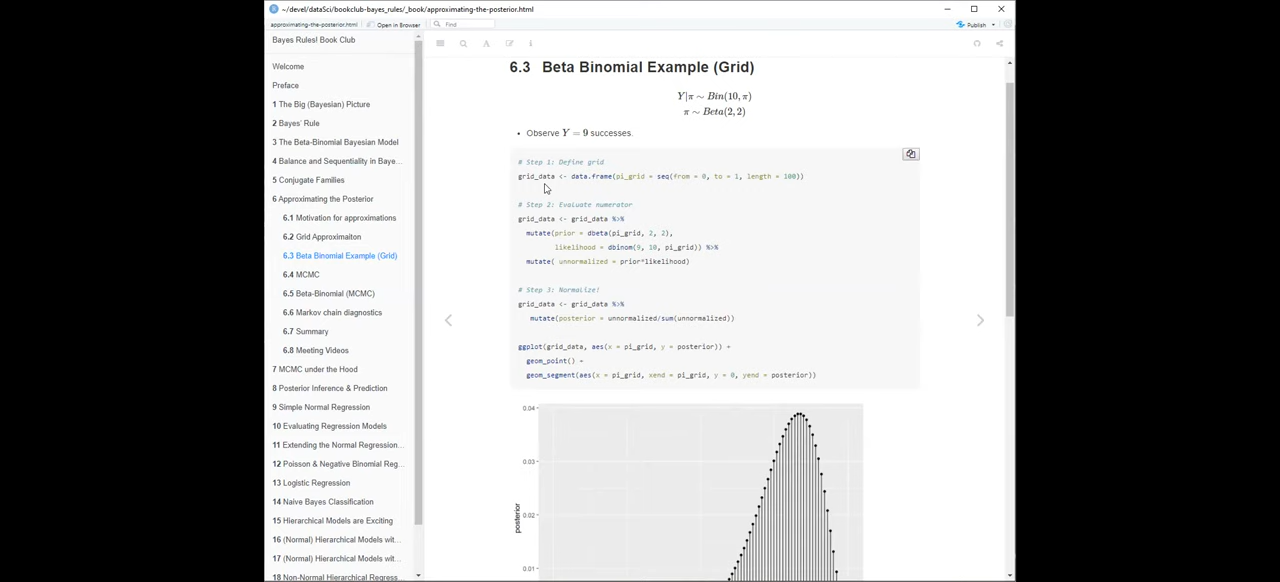 ~/devel/dataSci/bookclub-bayes_rules/_book/approximating-the-posterior.html
approximating-the-posterior.html
Open in Browser
Find
Publish
Bayes Rules! Book Club
Welcome
Preface
1 The Big (Bayesian) Picture
2 Bayes' Rule
3 The Beta-Binomial Bayesian Model
4 Balance and Sequentiality in Baye...
5 Conjugate Families
6 Approximating the Posterior
6.1 Motivation for approximations
6.2 Grid Approximaiton
6.3 Beta Binomial Example (Grid)
6.4 MCMC
6.5 Beta-Binomial (MCMC)
6.6 Markov chain diagnostics
6.7 Summary
6.8 Meeting Videos
7 MCMC under the Hood
8 Posterior Inference & Prediction
9 Simple Normal Regression
10 Evaluating Regression Models
11 Extending the Normal Regression...
12 Poisson & Negative Binomial Reg...
13 Logistic Regression
14 Naive Bayes Classification
15 Hierarchical Models are Exciting
16 (Normal) Hierarchical Models wit...
17 (Normal) Hierarchical Models wit...
18 Non-Normal Hierarchical Regress...
6.3 Beta Binomial Example (Grid)
Y|π ~ Bin(10, π)
π ~ Beta(2, 2)
• Observe Y = 9 successes.
# Step 1: Define grid
grid_data <- data.frame(pi_grid = seq(from = 0, to = 1, length = 100))
# Step 2: Evaluate numerator
grid_data <- grid_data %>%
mutate(prior = dbeta(pi_grid, 2, 2),
likelihood = dbinom(9, 10, pi_grid)) %>%
mutate( unnormalized = prior*likelihood)
# Step 3: Normalize!
grid_data <- grid_data %>%
mutate(posterior = unnormalized/sum(unnormalized))
ggplot(grid_data, aes(x = pi_grid, y = posterior)) +
geom_point() +
geom_segment(aes(x = pi_grid, xend = pi_grid, y = 0, yend = posterior))
0.04
0.03
0.02
0.01
posterior